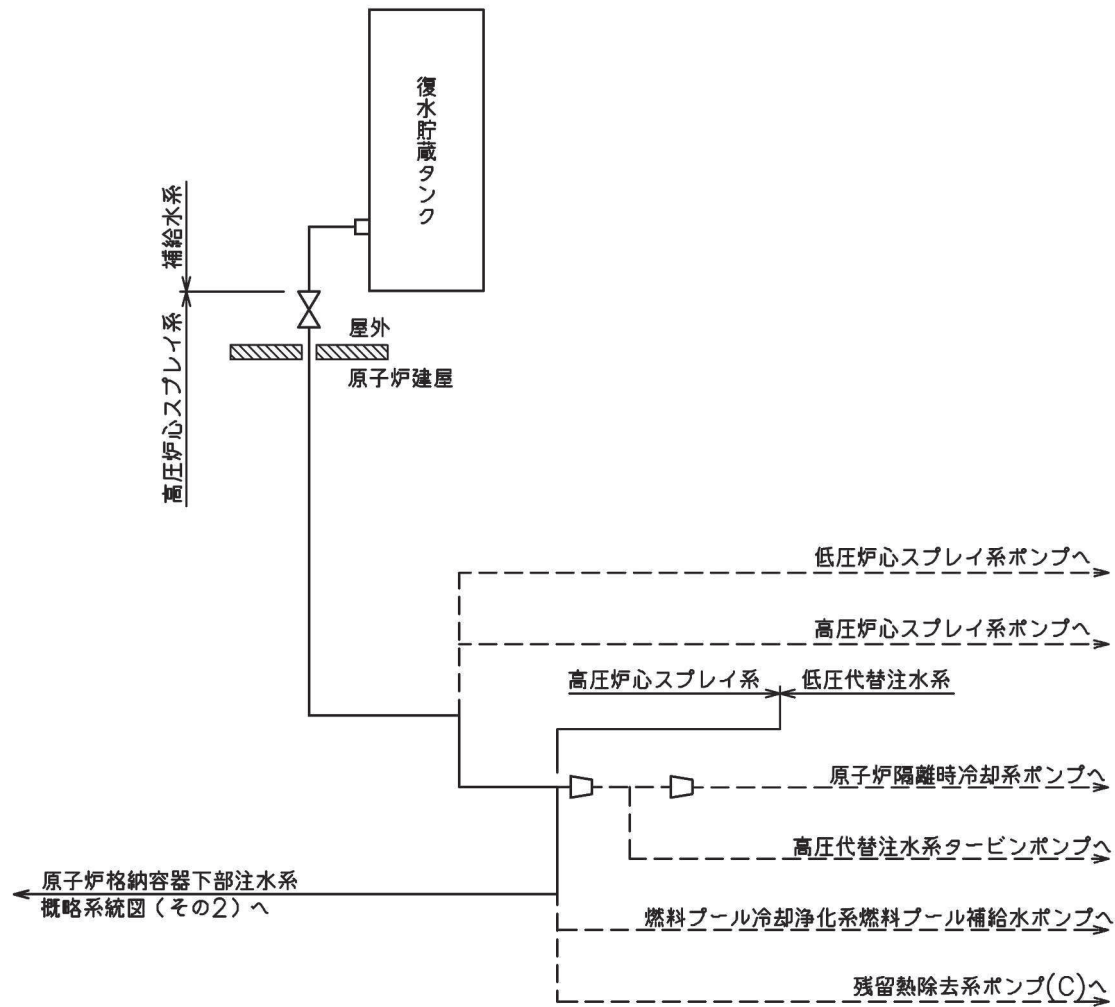 復水貯蔵タンク
補給水系
高圧炉心スプレイ系
屋外
原子炉建屋
低圧炉心スプレイ系ポンプへ
高圧炉心スプレイ系ポンプへ
高圧炉心スプレイ系
低圧代替注水系
原子炉隔離時冷却系ポンプへ
高圧代替注水系タービンポンプへ
原子炉格納容器下部注水系
概略系統図(その2)へ
燃料プール冷却浄化系燃料プール補給水ポンプへ
残留熱除去系ポンプ(C)へ